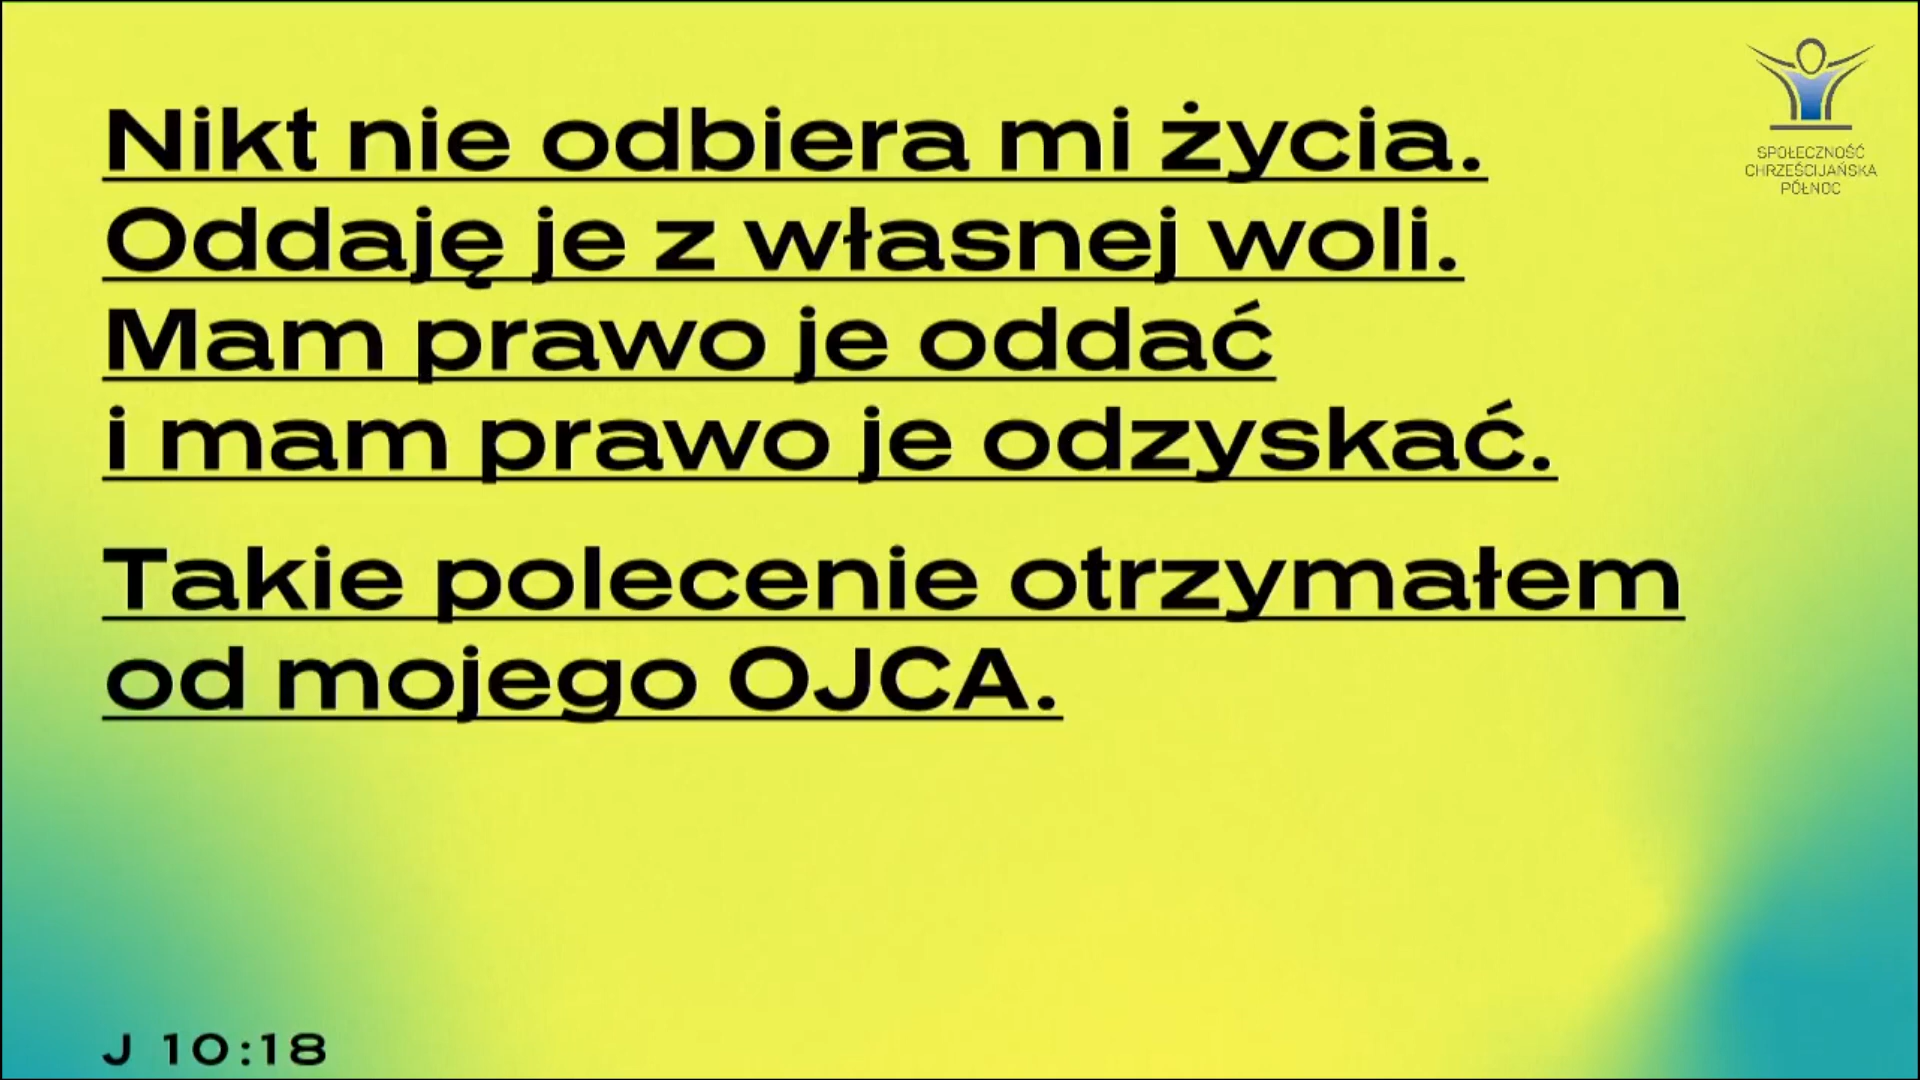 Nikt nie odbiera mi życia.
Oddaję je z własnej woli.
Mam prawo je oddać
i mam prawo je odzyskać.
Takie polecenie otrzymałem
od mojego OJCA.
J 10:18
SPOŁECZNOŚĆ
CHRZEŚCIJAŃSKA
PÓŁNOC